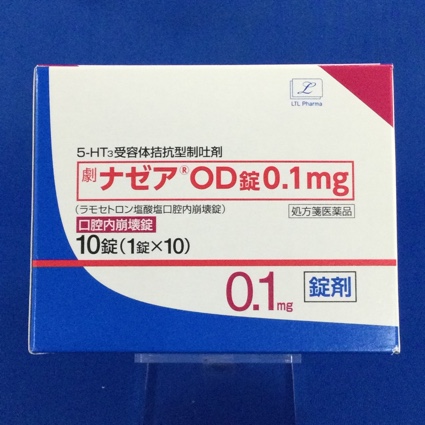 LTL Pharma
5-HT₃受容体拮抗型制吐剤
劇 ナゼア® OD錠0.1mg
(ラモセトロン塩酸塩口腔内崩壊錠) 処方箋医薬品
口腔内崩壊錠
10錠(1錠×10)
0.1mg 錠剤